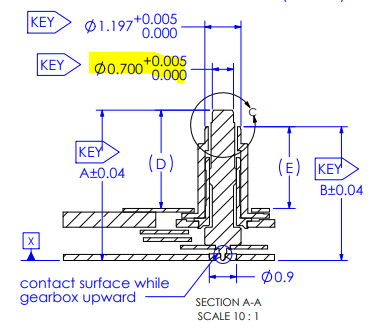 KEY Ø1.197 +0.005
0.000
KEY Ø0.700 +0.005
0.000
C
KEY
A±0.04
(D)
(E)
KEY
B±0.04
X
Ø0.9
contact surface while
gearbox upward
SECTION A-A
SCALE 10 : 1